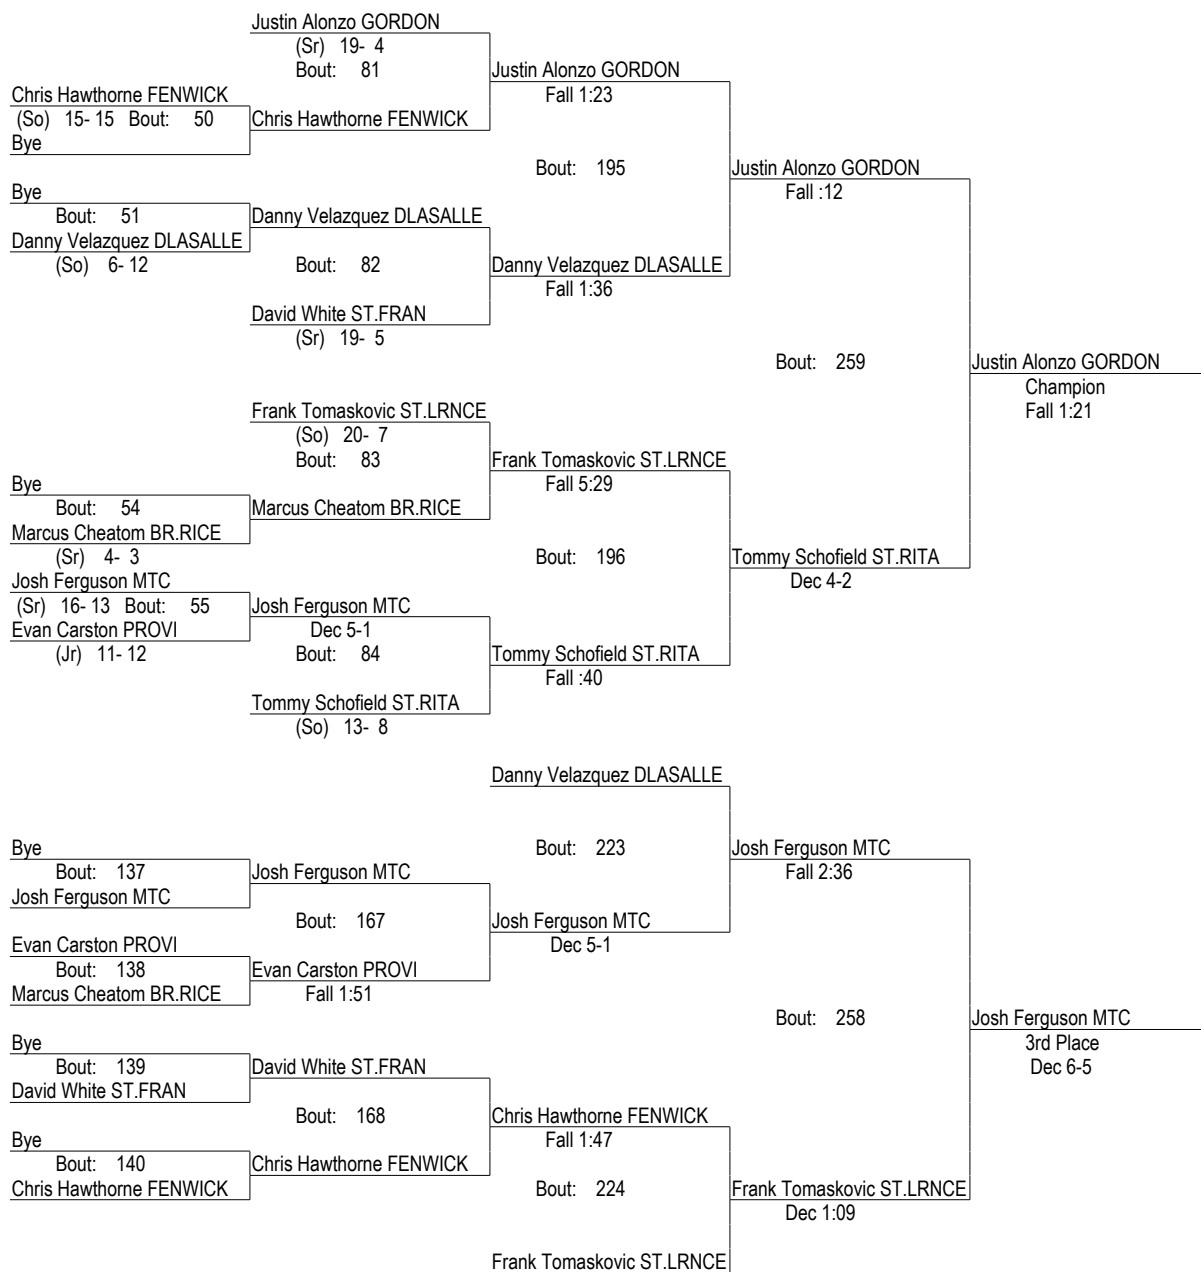 Justin Alonzo GORDON
(Sr) 19- 4
Bout: 81
Justin Alonzo GORDON
Fall 1:23
Chris Hawthorne FENWICK
(So) 15- 15 Bout: 50
Chris Hawthorne FENWICK
Bye
Bout: 195
Justin Alonzo GORDON
Fall :12
Bye
Bout: 51
Danny Velazquez DLASALLE
Danny Velazquez DLASALLE
(So) 6- 12
Bout: 82
Danny Velazquez DLASALLE
Fall 1:36
David White ST.FRAN
(Sr) 19- 5
Bout: 259
Justin Alonzo GORDON
Champion
Fall 1:21
Frank Tomaskovic ST.LRNCE
(So) 20- 7
Bout: 83
Frank Tomaskovic ST.LRNCE
Fall 5:29
Bye
Bout: 54
Marcus Cheatom BR.RICE
Marcus Cheatom BR.RICE
(Sr) 4- 3
Bout: 196
Tommy Schofield ST.RITA
Dec 4-2
Josh Ferguson MTC
(Sr) 16- 13 Bout: 55
Josh Ferguson MTC
Evan Carston PROVI
Dec 5-1
(Jr) 11- 12
Bout: 84
Tommy Schofield ST.RITA
Fall :40
Tommy Schofield ST.RITA
(So) 13- 8
Danny Velazquez DLASALLE
Bye
Bout: 137
Josh Ferguson MTC
Bout: 223
Josh Ferguson MTC
Fall 2:36
Josh Ferguson MTC
Bout: 167
Josh Ferguson MTC
Dec 5-1
Evan Carston PROVI
Bout: 138
Evan Carston PROVI
Marcus Cheatom BR.RICE
Fall 1:51
Bout: 258
Josh Ferguson MTC
3rd Place
Dec 6-5
Bye
Bout: 139
David White ST.FRAN
David White ST.FRAN
Bout: 168
Chris Hawthorne FENWICK
Fall 1:47
Bye
Bout: 140
Chris Hawthorne FENWICK
Chris Hawthorne FENWICK
Bout: 224
Frank Tomaskovic ST.LRNCE
Dec 1:09
Frank Tomaskovic ST.LRNCE